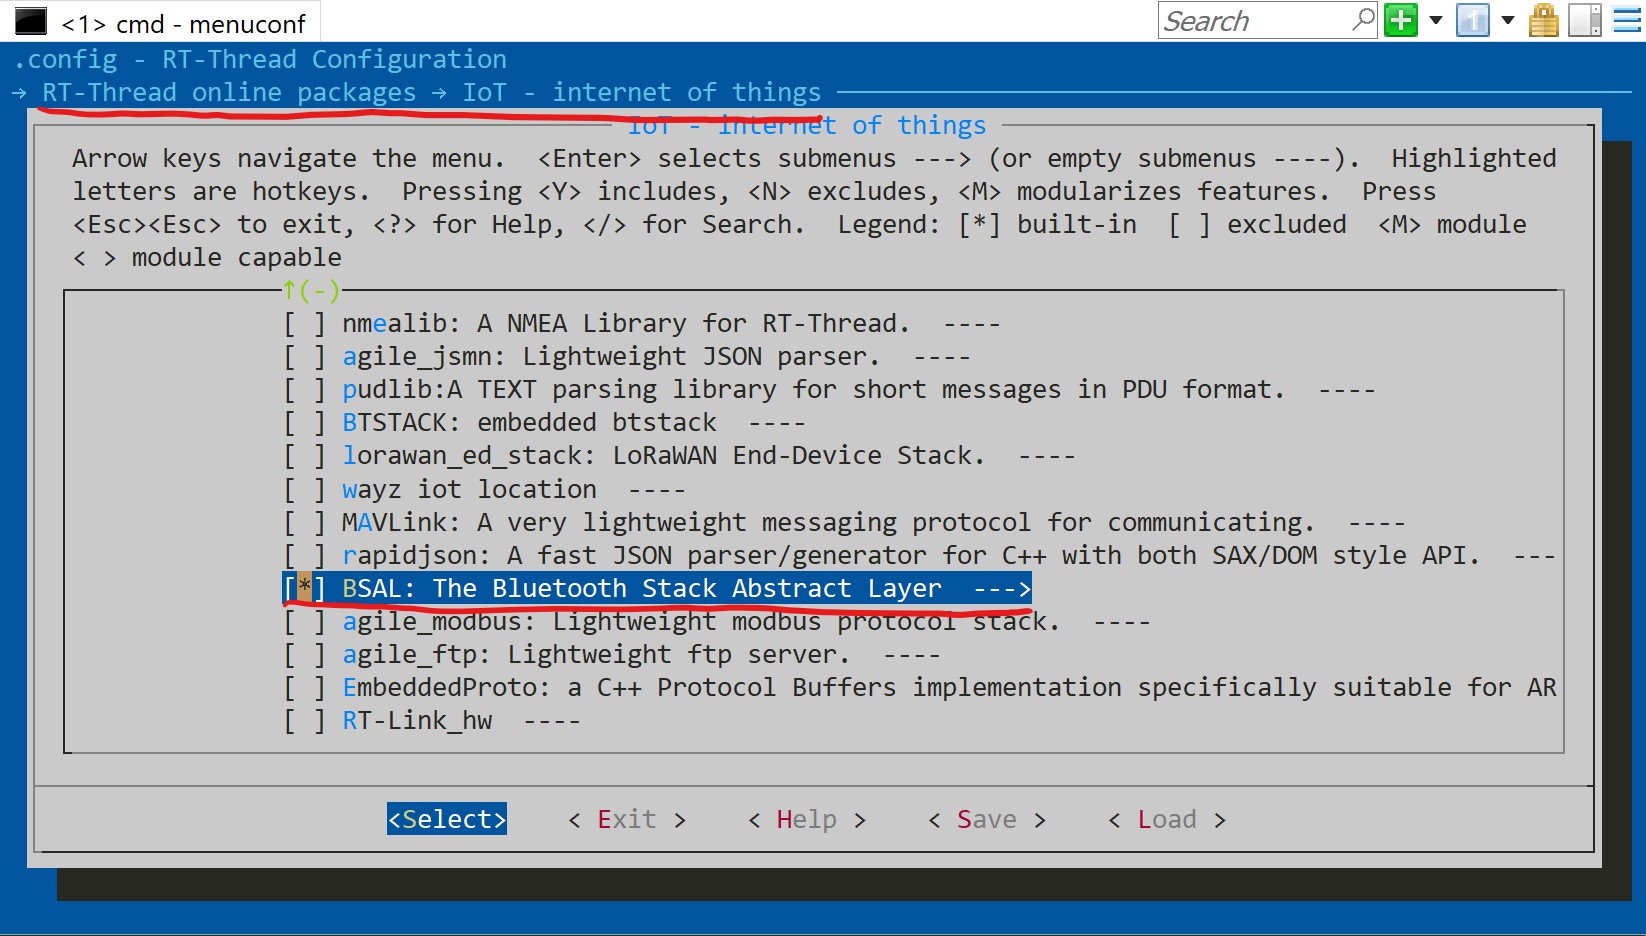 <1> cmd - menuconf
Search
1
.config - RT-Thread Configuration
→ RT-Thread online packages → IoT - internet of things
IoT - internet of things
Arrow keys navigate the menu.  <Enter> selects submenus ---> (or empty submenus ----).  Highlighted
letters are hotkeys.  Pressing <Y> includes, <N> excludes, <M> modularizes features.  Press
<Esc><Esc> to exit, <?> for Help, </> for Search.  Legend: [*] built-in  [ ] excluded  <M> module
< > module capable
↑(-)
[ ] nmealib: A NMEA Library for RT-Thread.  ----
[ ] agile_jsmn: Lightweight JSON parser.  ----
[ ] pudlib:A TEXT parsing library for short messages in PDU format.  ----
[ ] BTSTACK: embedded btstack  ----
[ ] lorawan_ed_stack: LoRaWAN End-Device Stack.  ----
[ ] wayz iot location  ----
[ ] MAVLink: A very lightweight messaging protocol for communicating.  ----
[ ] rapidjson: A fast JSON parser/generator for C++ with both SAX/DOM style API.  ---
[*] BSAL: The Bluetooth Stack Abstract Layer  --->
[ ] agile_modbus: Lightweight modbus protocol stack.  ----
[ ] agile_ftp: Lightweight ftp server.  ----
[ ] EmbeddedProto: a C++ Protocol Buffers implementation specifically suitable for AR
[ ] RT-Link_hw  ----
<Select>    < Exit >    < Help >    < Save >    < Load >